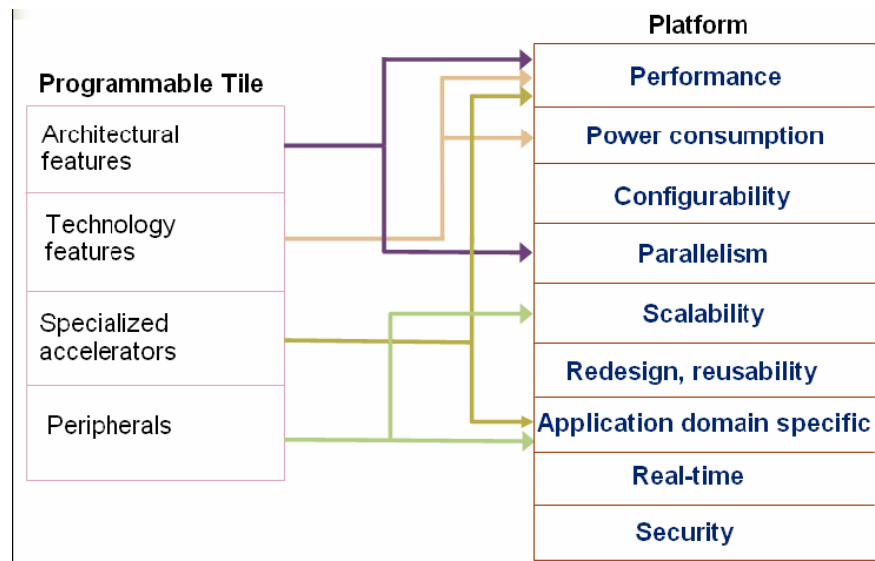 Platform
Programmable Tile
Architectural
features
Technology
features
Specialized
accelerators
Peripherals
Performance
Power consumption
Configurability
Parallelism
Scalability
Redesign, reusability
Application domain specific
Real-time
Security